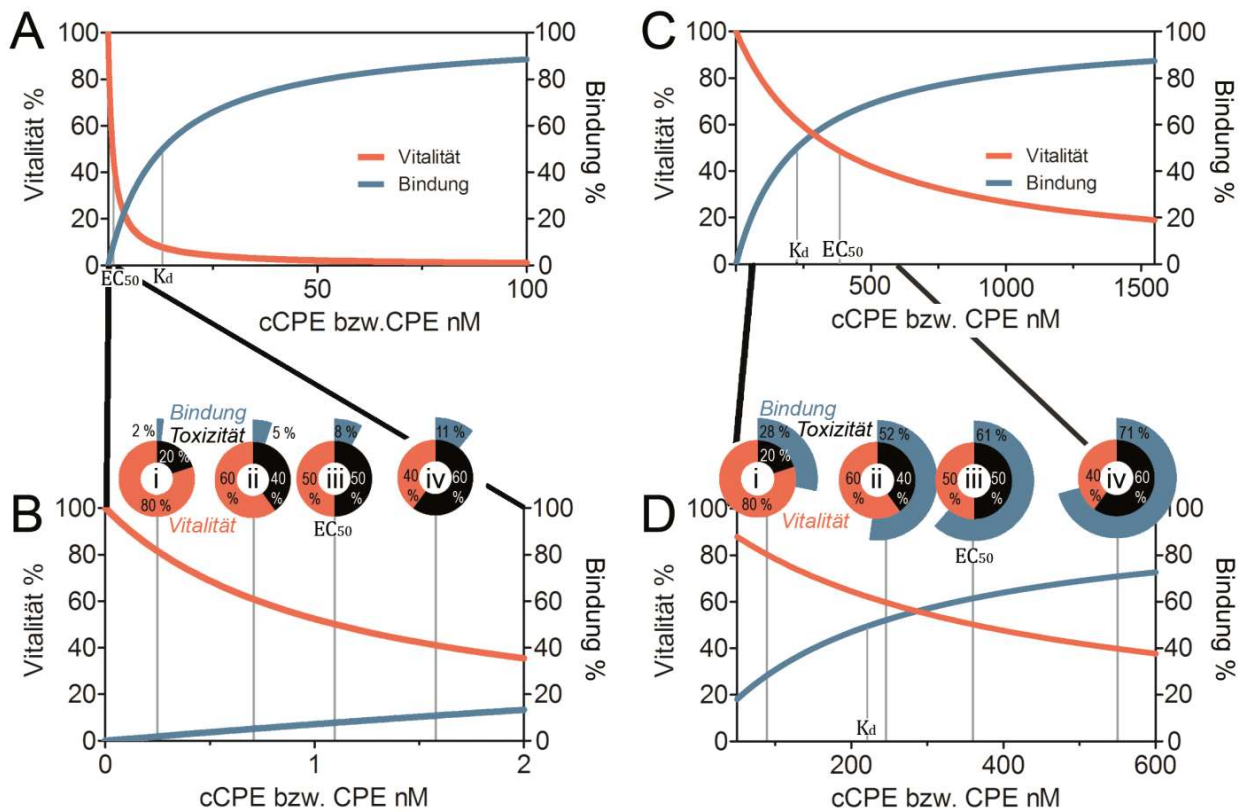 A
Vitalität %
100
80
60
40
20
0
Vitalität
Bindung
EC50 Kd
50
100
cCPE bzw.CPE nM
100
80
60
40
20
0
Bindung %
C
Vitalität %
100
80
60
40
20
0
Vitalität
Bindung
Kd EC50
0 500 1000 1500
cCPE bzw. CPE nM
100
80
60
40
20
0
Bindung %
Bindung
Toxizität
2 %
20 %
i
80 %
Vitalität
5 %
60 %
ii
40 %
8 %
50 %
iii
50 %
EC50
11 %
40 %
iv
60 %
B
Vitalität %
100
80
60
40
20
0
0 1 2
cCPE bzw. CPE nM
100
80
60
40
20
0
Bindung %
Bindung
Toxizität
28 %
20 %
i
80 %
Vitalität
52 %
60 %
ii
40 %
61 %
50 %
iii
50 %
EC50
71 %
40 %
iv
60 %
D
Vitalität %
100
80
60
40
20
0
Kd
200 400 600
cCPE bzw. CPE nM
100
80
60
40
20
0
Bindung %